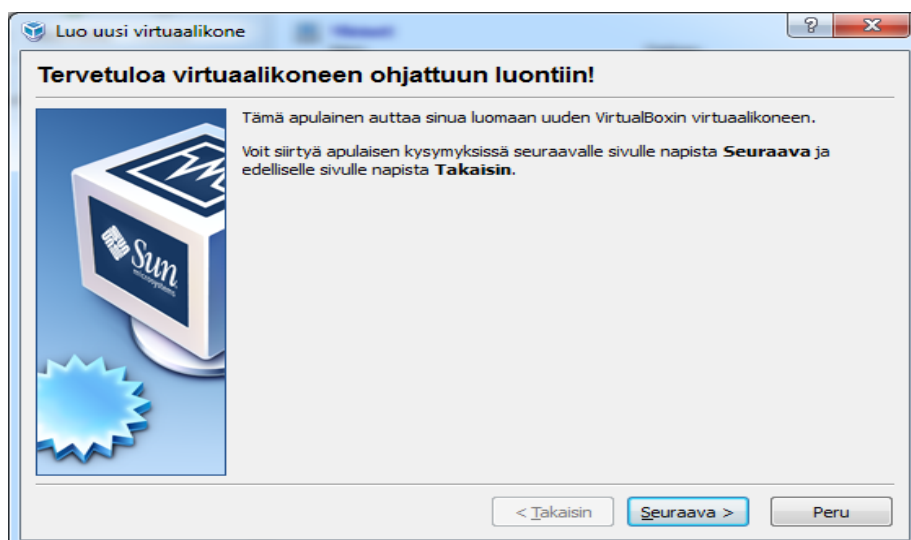 Luo uusi virtuaalikone
Tervetuloa virtuaalikoneen ohjattuun luontiin!
Tämä apulainen auttaa sinua luomaan uuden VirtualBoxin virtuaalikoneen.
Voit siirtyä apulaisen kysymyksissä seuraavalle sivulle napista Seuraava ja
edelliselle sivulle napista Takaisin.
Sun
microsystems
< Takaisin
Seuraava >
Peru